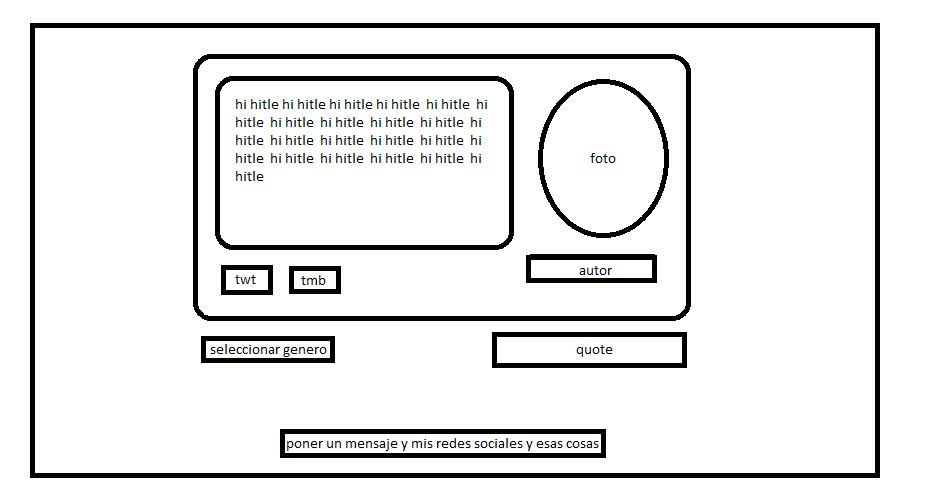 hi hitle hi hitle hi hitle hi hitle hi hitle hi
hitle hi hitle hi hitle hi hitle hi hitle hi
hitle hi hitle hi hitle hi hitle hi hitle hi
hitle hi hitle hi hitle hi hitle hi hitle hi
hitle
foto
twt
tmb
autor
seleccionar genero
quote
poner un mensaje y mis redes sociales y esas cosas